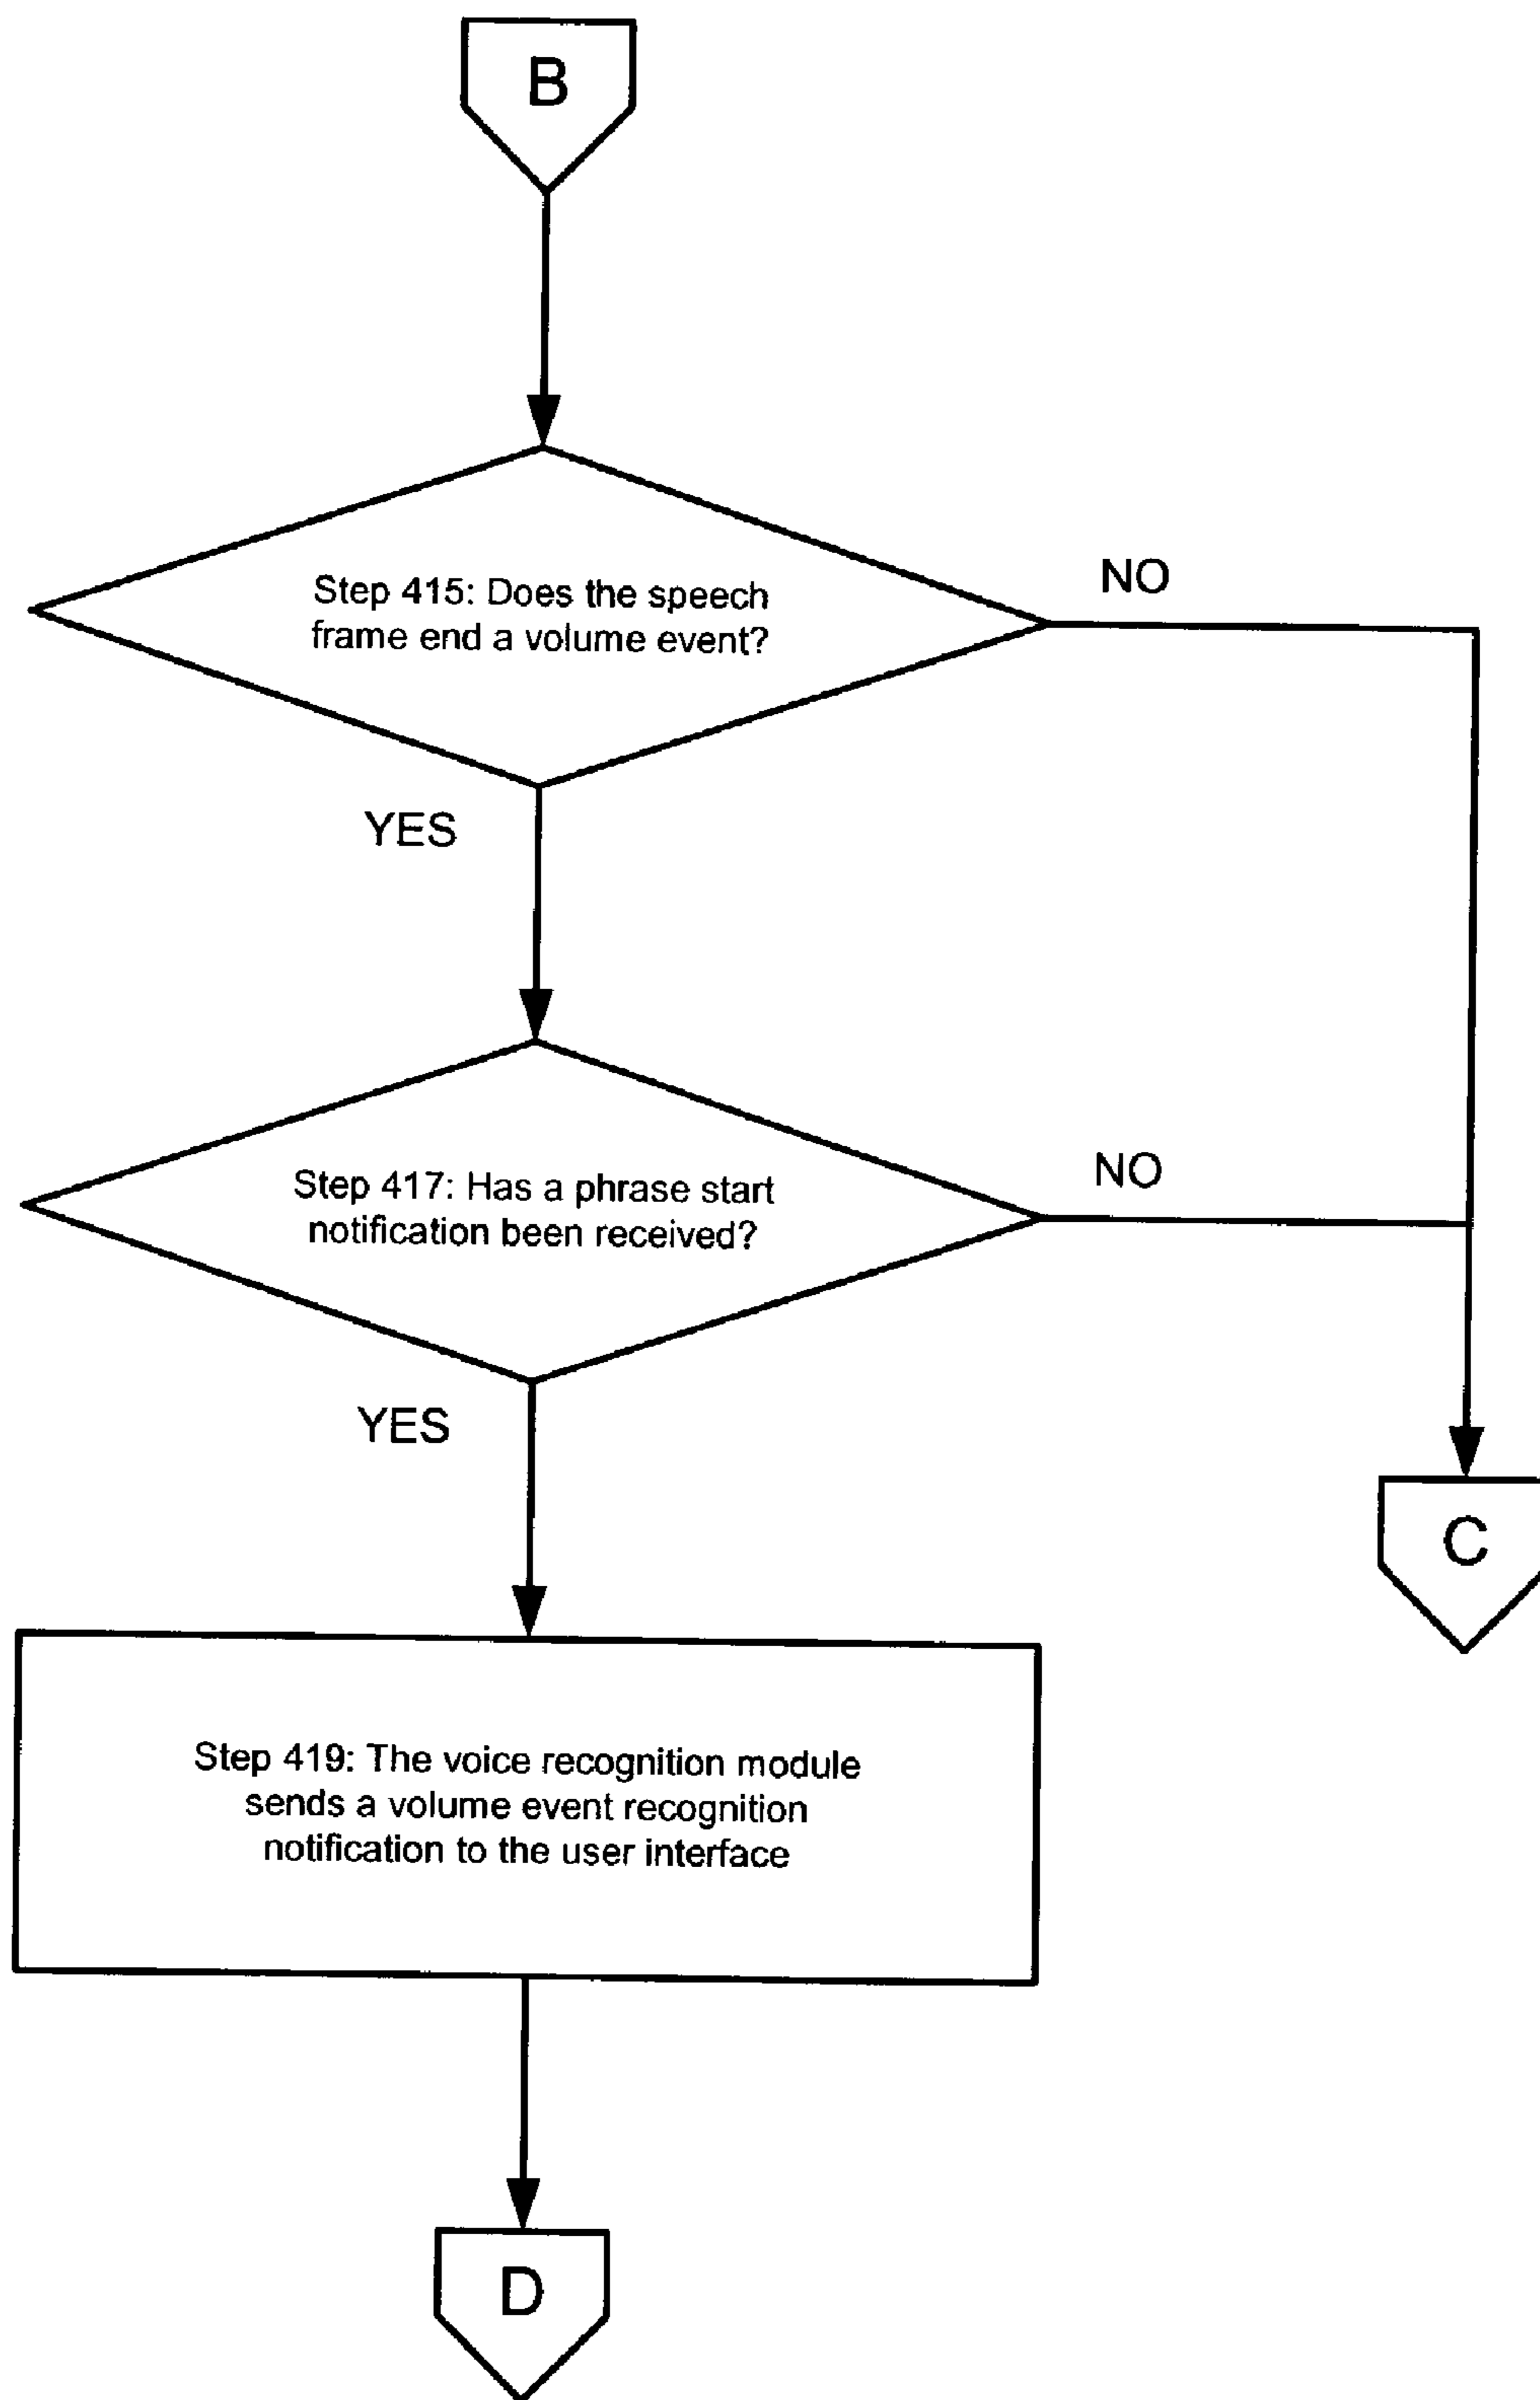 B
Step 415: Does the speech
frame end a volume event?
NO
YES
Step 417: Has a phrase start
notification been received?
NO
YES
C
Step 419: The voice recognition module
sends a volume event recognition
notification to the user interface
D